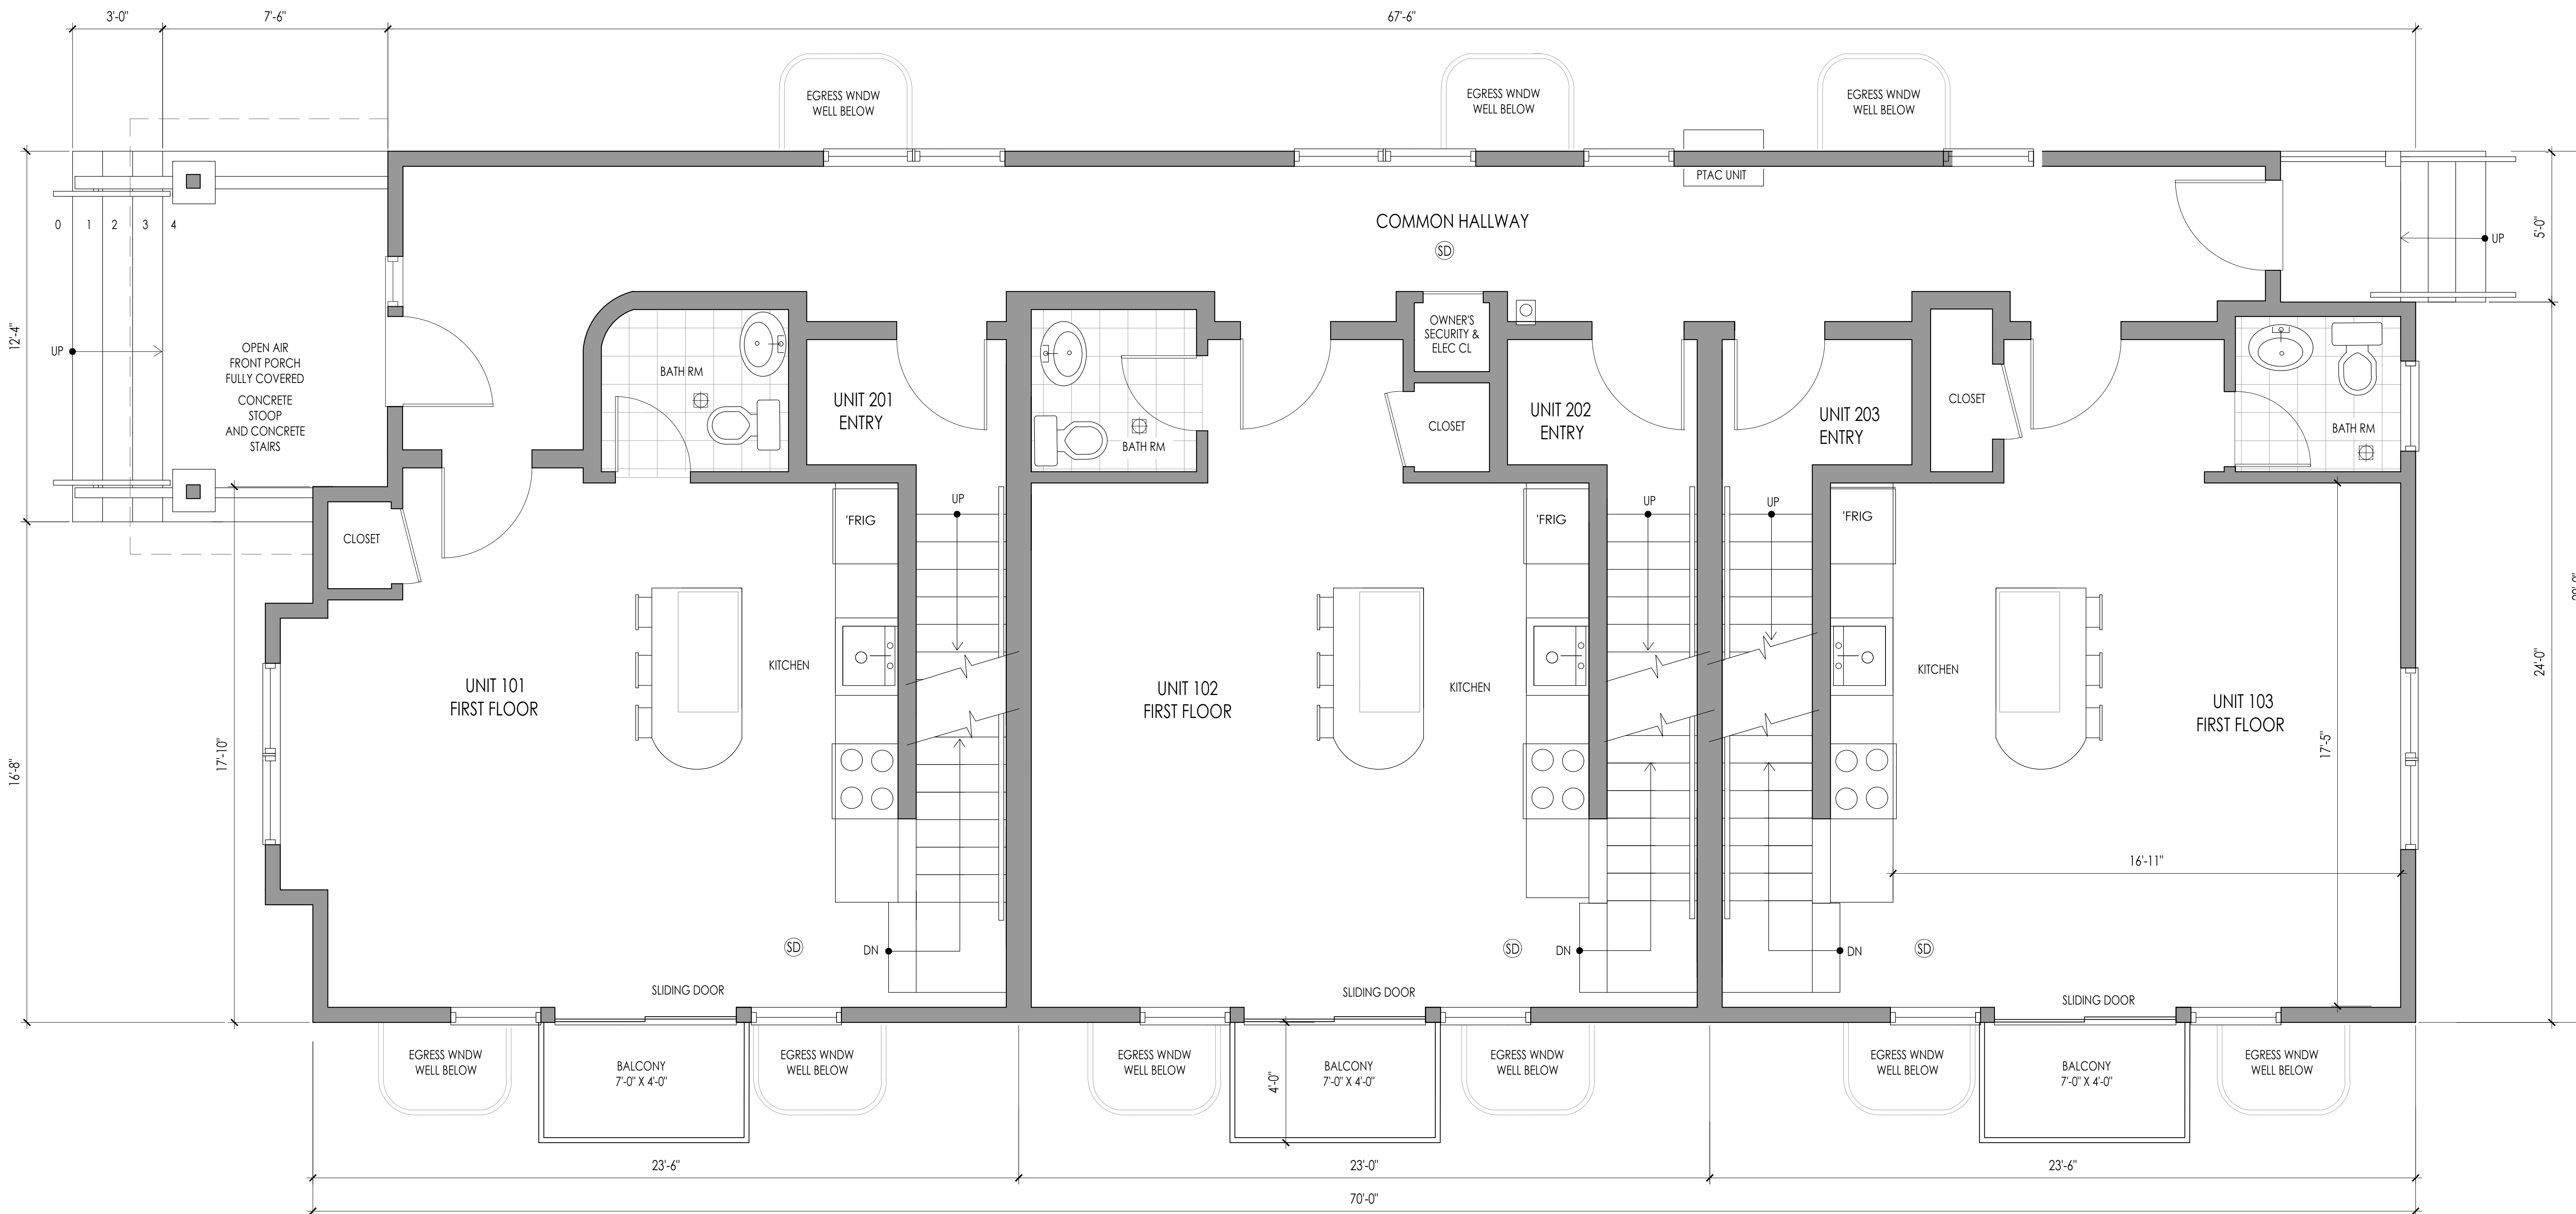 3'-0"
7'-6"
67'-6"
EGRESS WNDW
WELL BELOW
EGRESS WNDW
WELL BELOW
EGRESS WNDW
WELL BELOW
PTAC UNIT
0 1 2 3 4
COMMON HALLWAY
SD
UP
5'-0"
12'-4"
UP
OPEN AIR
FRONT PORCH
FULLY COVERED
CONCRETE
STOOP
AND CONCRETE
STAIRS
BATH RM
UNIT 201
ENTRY
BATH RM
OWNER'S
SECURITY &
ELEC CL
CLOSET
UNIT 202
ENTRY
UNIT 203
ENTRY
CLOSET
BATH RM
CLOSET
'FRIG
UP
'FRIG
UP
UP
'FRIG
KITCHEN
UNIT 101
FIRST FLOOR
UNIT 102
FIRST FLOOR
KITCHEN
KITCHEN
UNIT 103
FIRST FLOOR
24'-0"
16'-8"
17'-10"
17'-5"
16'-11"
SD
DN
SD
DN
DN
SD
SLIDING DOOR
SLIDING DOOR
SLIDING DOOR
EGRESS WNDW
WELL BELOW
BALCONY
7'-0" X 4'-0"
EGRESS WNDW
WELL BELOW
EGRESS WNDW
WELL BELOW
4'-0"
BALCONY
7'-0" X 4'-0"
EGRESS WNDW
WELL BELOW
EGRESS WNDW
WELL BELOW
BALCONY
7'-0" X 4'-0"
EGRESS WNDW
WELL BELOW
23'-6"
23'-0"
23'-6"
70'-0"